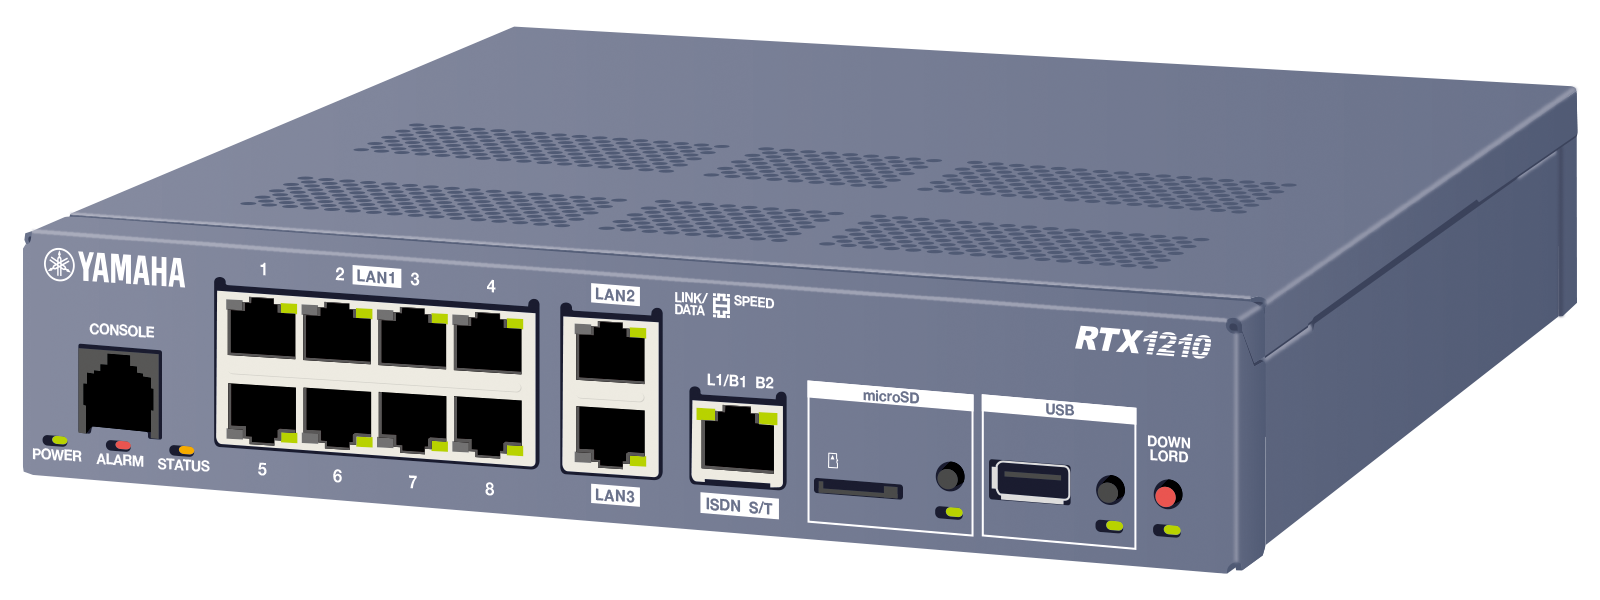 YAMAHA
1
2
LAN1
3
4
LAN2
LINK/
DATA
SPEED
RTX1210
CONSOLE
L1/B1 B2
microSD
USB
DOWN
LORD
POWER
ALARM
STATUS
5
6
7
8
LAN3
ISDN S/T